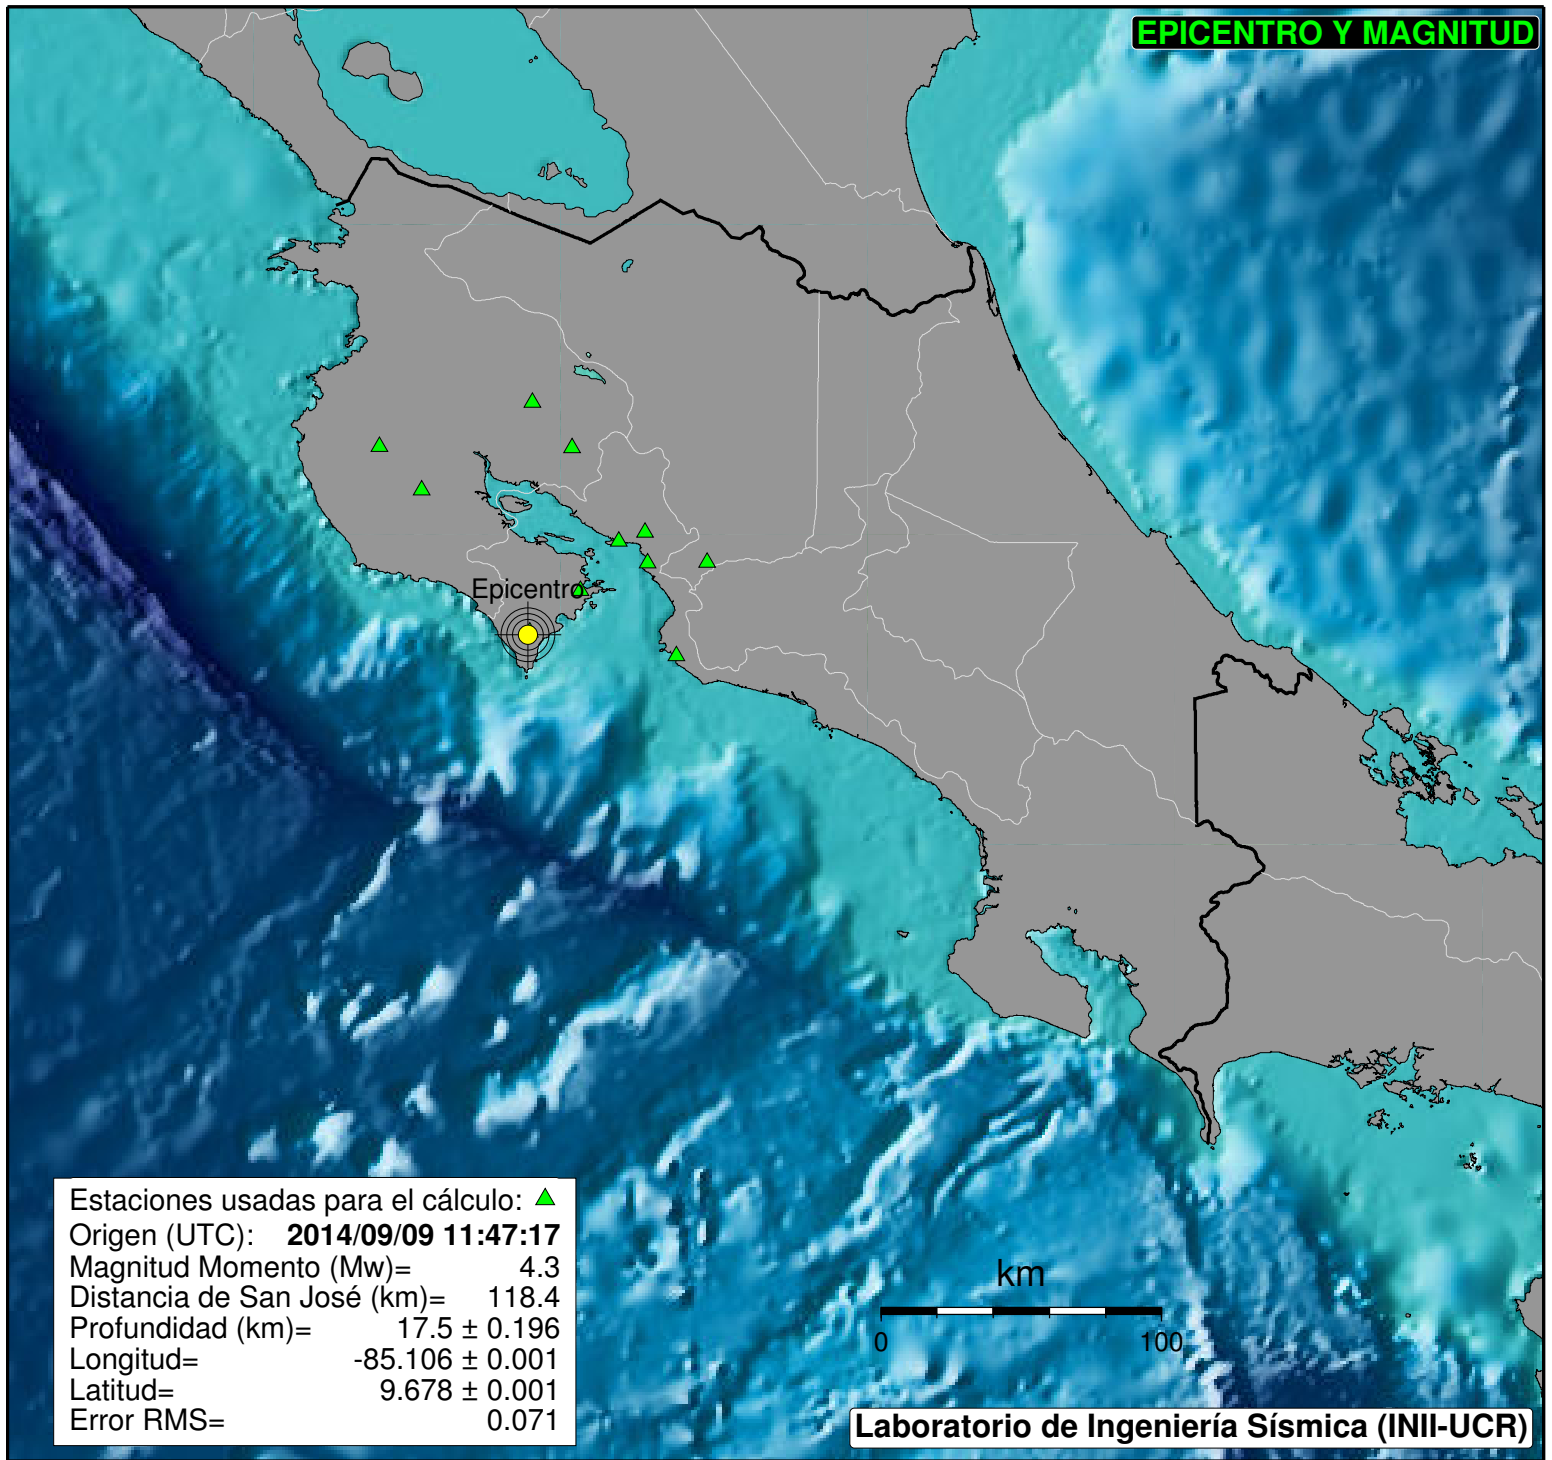 EPICENTRO Y MAGNITUD
Epicentro
Estaciones usadas para el cálculo:
Origen (UTC): 2014/09/09 11:47:17
Magnitud Momento (Mw)= 4.3
Distancia de San José (km)= 118.4
Profundidad (km)= 17.5 ± 0.196
Longitud= -85.106 ± 0.001
Latitud= 9.678 ± 0.001
Error RMS= 0.071
km
0 100
Laboratorio de Ingeniería Sísmica (INII-UCR)